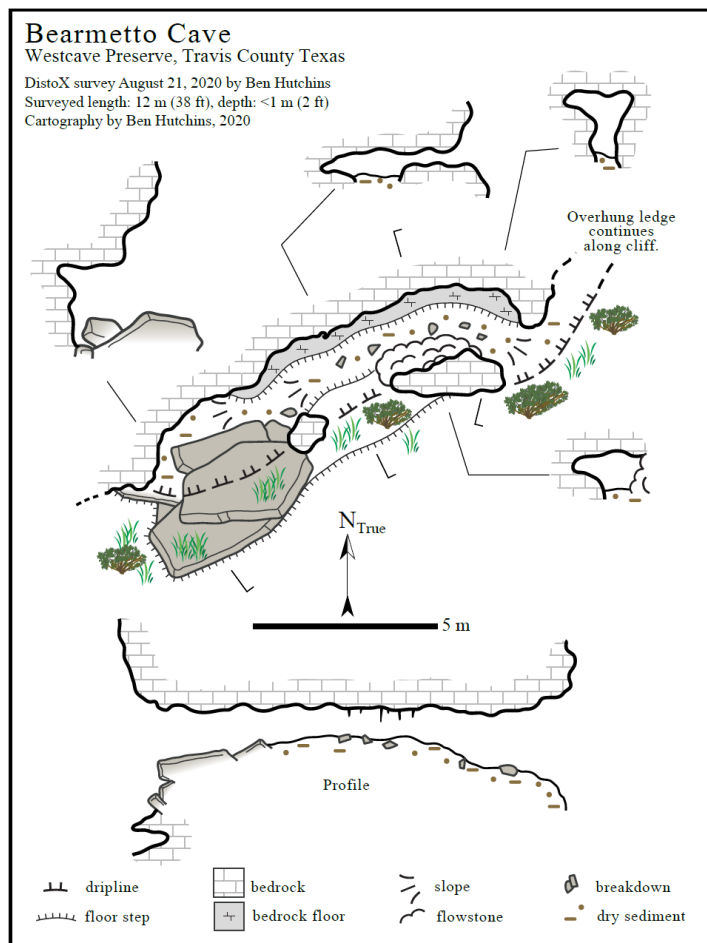 Bearmetto Cave
Westcave Preserve, Travis County Texas
DistoX survey August 21, 2020 by Ben Hutchins
Surveyed length: 12 m (38 ft), depth: <1 m (2 ft)
Cartography by Ben Hutchins, 2020
Overhung ledge
continues
along cliff.
N True
5 m
Profile
dripline
bedrock
slope
breakdown
floor step
bedrock floor
flowstone
dry sediment